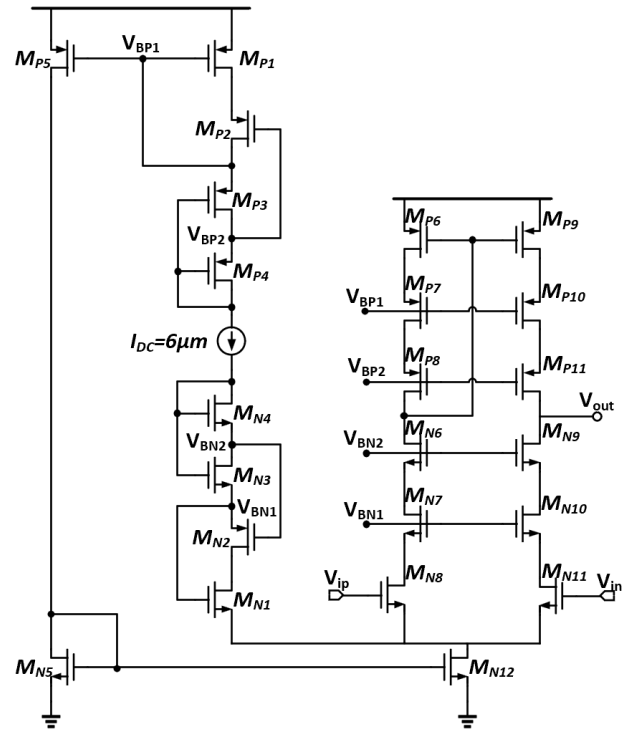 M_P5
V_BP1
M_P1
M_P2
M_P3
V_BP2
M_P4
I_DC=6μm
M_N4
V_BN2
M_N3
V_BN1
M_N2
M_N1
M_N5
M_P6
M_P9
M_P7
M_P10
V_BP1
M_P8
M_P11
V_BP2
V_out
M_N6
M_N9
V_BN2
M_N7
M_N10
V_BN1
M_N8
M_N11
V_ip
V_in
M_N12